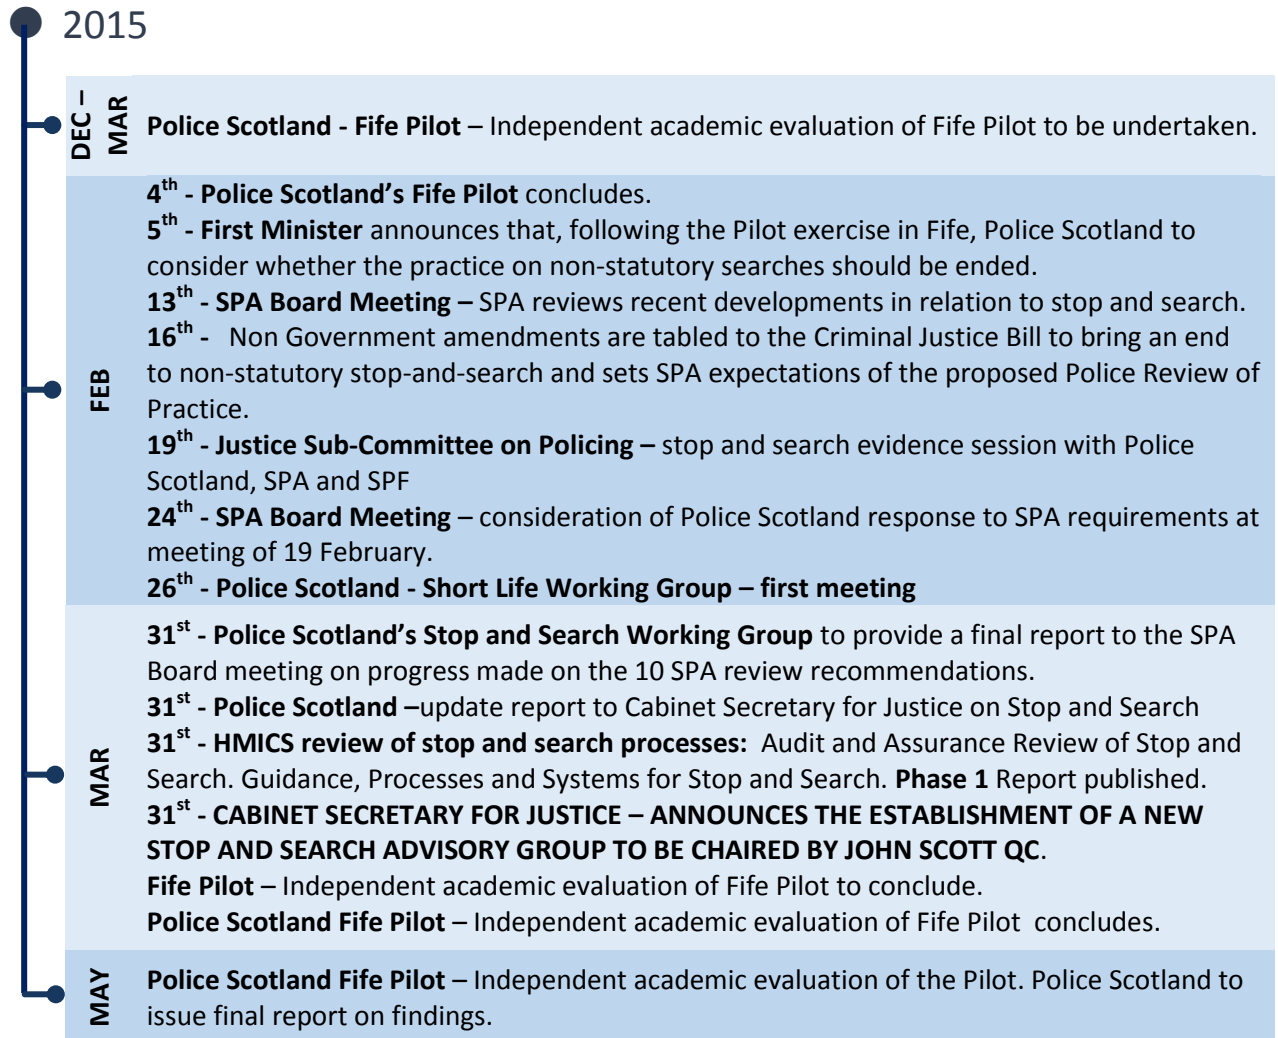 2015
DEC –
MAR
Police Scotland - Fife Pilot – Independent academic evaluation of Fife Pilot to be undertaken.
FEB
4th - Police Scotland's Fife Pilot concludes.
5th - First Minister announces that, following the Pilot exercise in Fife, Police Scotland to
consider whether the practice on non-statutory searches should be ended.
13th - SPA Board Meeting – SPA reviews recent developments in relation to stop and search.
16th - Non Government amendments are tabled to the Criminal Justice Bill to bring an end
to non-statutory stop-and-search and sets SPA expectations of the proposed Police Review of
Practice.
19th - Justice Sub-Committee on Policing – stop and search evidence session with Police
Scotland, SPA and SPF
24th - SPA Board Meeting – consideration of Police Scotland response to SPA requirements at
meeting of 19 February.
26th - Police Scotland - Short Life Working Group – first meeting
MAR
31st - Police Scotland's Stop and Search Working Group to provide a final report to the SPA
Board meeting on progress made on the 10 SPA review recommendations.
31st - Police Scotland –update report to Cabinet Secretary for Justice on Stop and Search
31st - HMICS review of stop and search processes: Audit and Assurance Review of Stop and
Search. Guidance, Processes and Systems for Stop and Search. Phase 1 Report published.
31st - CABINET SECRETARY FOR JUSTICE – ANNOUNCES THE ESTABLISHMENT OF A NEW
STOP AND SEARCH ADVISORY GROUP TO BE CHAIRED BY JOHN SCOTT QC.
Fife Pilot – Independent academic evaluation of Fife Pilot to conclude.
Police Scotland Fife Pilot – Independent academic evaluation of Fife Pilot concludes.
MAY
Police Scotland Fife Pilot – Independent academic evaluation of the Pilot. Police Scotland to
issue final report on findings.